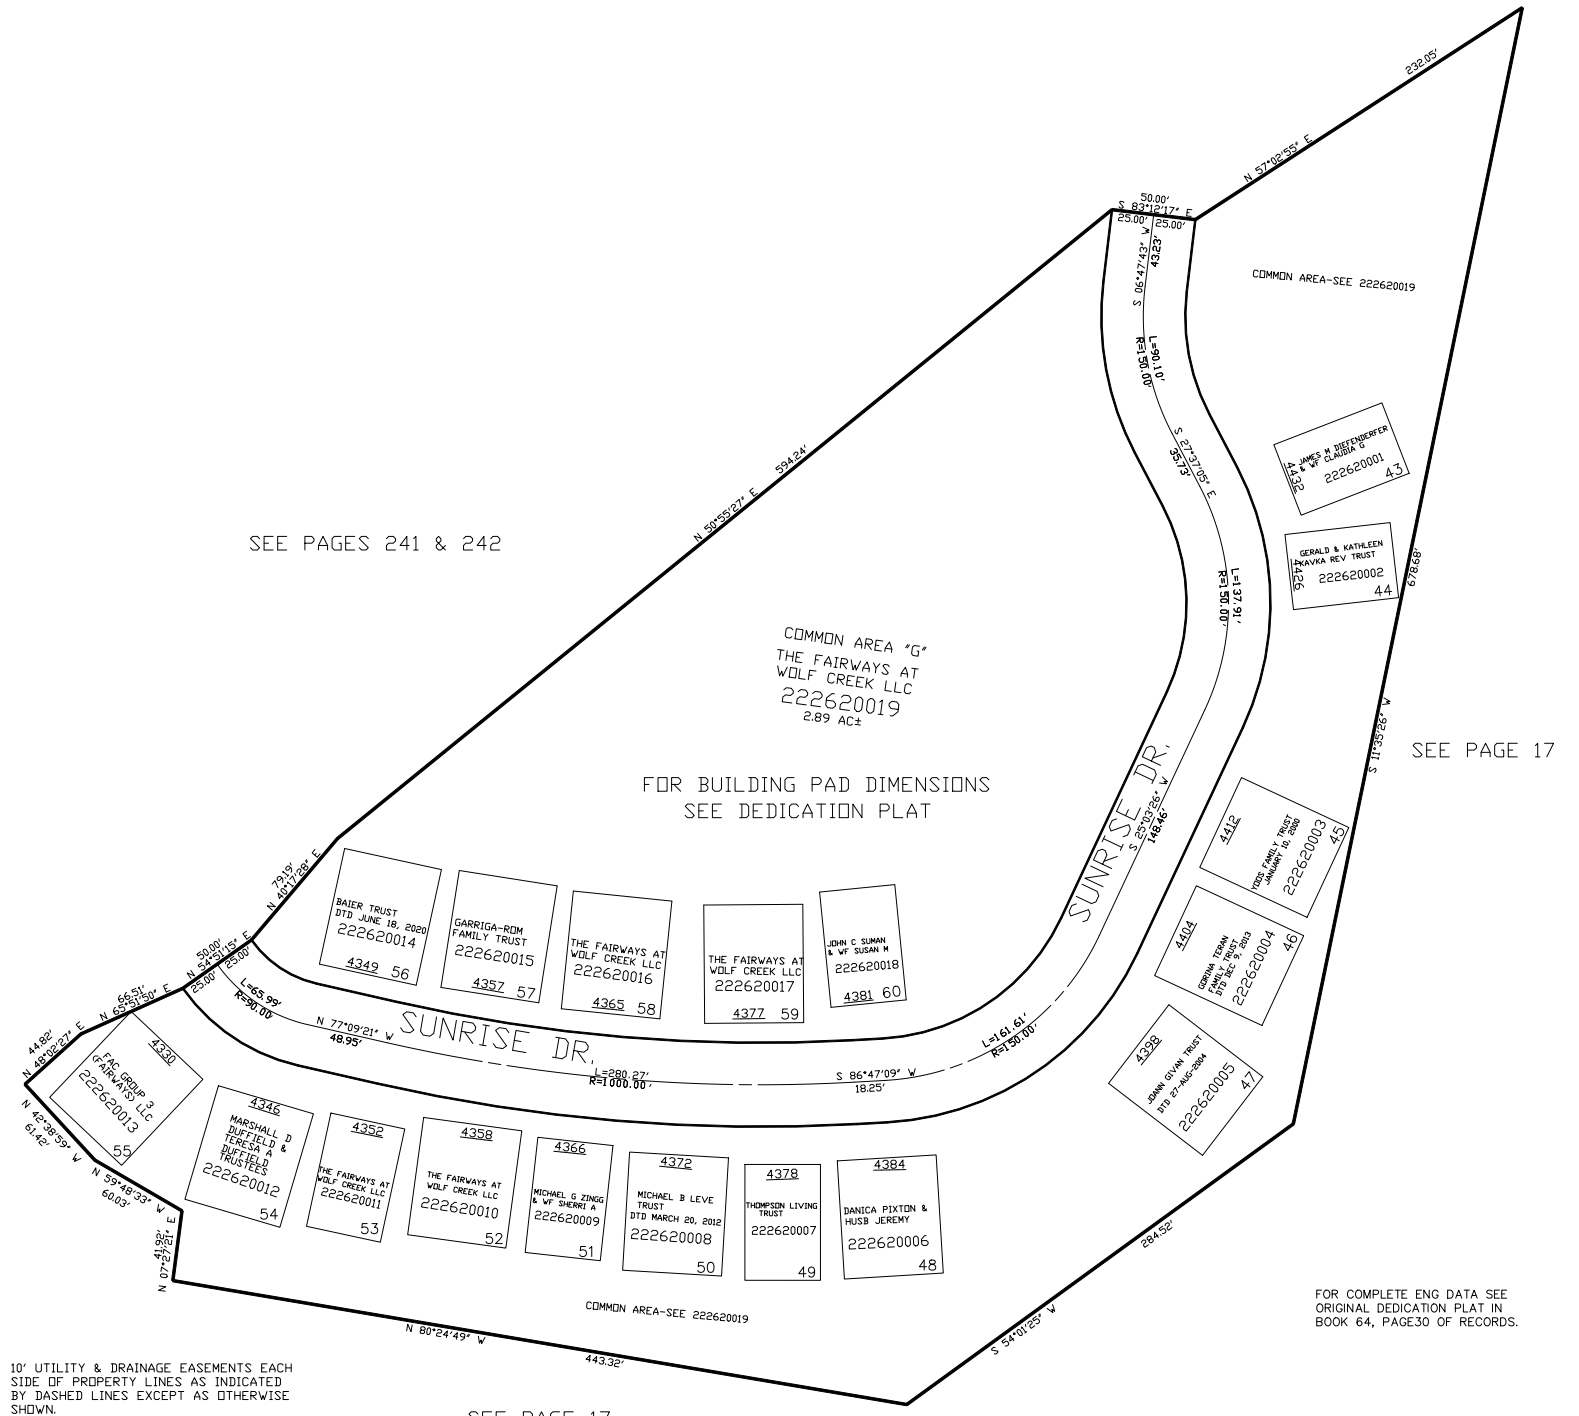 232.05'
N 57°02'55" E
50.00'
S 83°12'17" E
25.00'
25.00'
S 06°47'43" W
43.23'
COMMON AREA-SEE 222620019
L=90.10'
R=150.00'
S 27°37'05" E
35.73'
JAMES M DIEFENDERFER
& WF CLAUDIA G
222620001
4432
43
594.24'
N 50°55'27" E
SEE PAGES 241 & 242
GERALD & KATHLEEN
KAVKA REV TRUST
222620002
4426
44
678.68'
L=137.91'
R=150.00'
COMMON AREA "G"
THE FAIRWAYS AT
WOLF CREEK LLC
222620019
2.89 AC±
S 11°35'26" W
SEE PAGE 17
FOR BUILDING PAD DIMENSIONS
SEE DEDICATION PLAT
SUNRISE DR.
S 25°03'26" W
148.46'
4412
YOOS FAMILY TRUST
JANUARY 10, 2000
222620003
45
79.19'
N 40°17'28" E
BAIER TRUST
DTD JUNE 18, 2020
222620014
4349 56
GARRIGA-ROM
FAMILY TRUST
222620015
4357 57
THE FAIRWAYS AT
WOLF CREEK LLC
222620016
4365 58
THE FAIRWAYS AT
WOLF CREEK LLC
222620017
4377 59
JOHN C SUMAN
& WF SUSAN M
222620018
4381 60
4404
GORINA TERAN
FAMILY TRUST
DTD DEC 9, 2013
222620004
46
50.00'
N 54°51'15" E
25.00'
25.00'
66.51'
N 65°51'50" E
44.82'
N 48°02'27" E
L=65.99'
R=90.00'
N 77°09'21" W
48.95'
SUNRISE DR.
L=280.27'
R=1000.00'
S 86°47'09" W
18.25'
L=161.61'
R=150.00'
4398
JOANN GIVAN TRUST
DTD 27-AUG-2004
222620005
47
4330
FAC GROUP 3
(FAIRWAYS) LLC
222620013
55
N 42°38'59" W
61.42'
N 59°48'33" W
60.03'
41.92'
N 07°27'21" E
4346
MARSHALL D
DUFFIELD &
TERESA A
DUFFIELD
TRUSTEES
222620012
54
4352
THE FAIRWAYS AT
WOLF CREEK LLC
222620011
53
4358
THE FAIRWAYS AT
WOLF CREEK LLC
222620010
52
4366
MICHAEL G ZINGG
& WF SHERRI A
222620009
51
4372
MICHAEL B LEVE
TRUST
DTD MARCH 20, 2012
222620008
50
4378
THOMPSON LIVING
TRUST
222620007
49
4384
DANICA PIXTON &
HUSB JEREMY
222620006
48
284.52'
S 54°01'25" W
COMMON AREA-SEE 222620019
N 80°24'49" W
443.32'
FOR COMPLETE ENG DATA SEE
ORIGINAL DEDICATION PLAT IN
BOOK 64, PAGE30 OF RECORDS.
10' UTILITY & DRAINAGE EASEMENTS EACH
SIDE OF PROPERTY LINES AS INDICATED
BY DASHED LINES EXCEPT AS OTHERWISE
SHOWN.
SEE PAGE 17